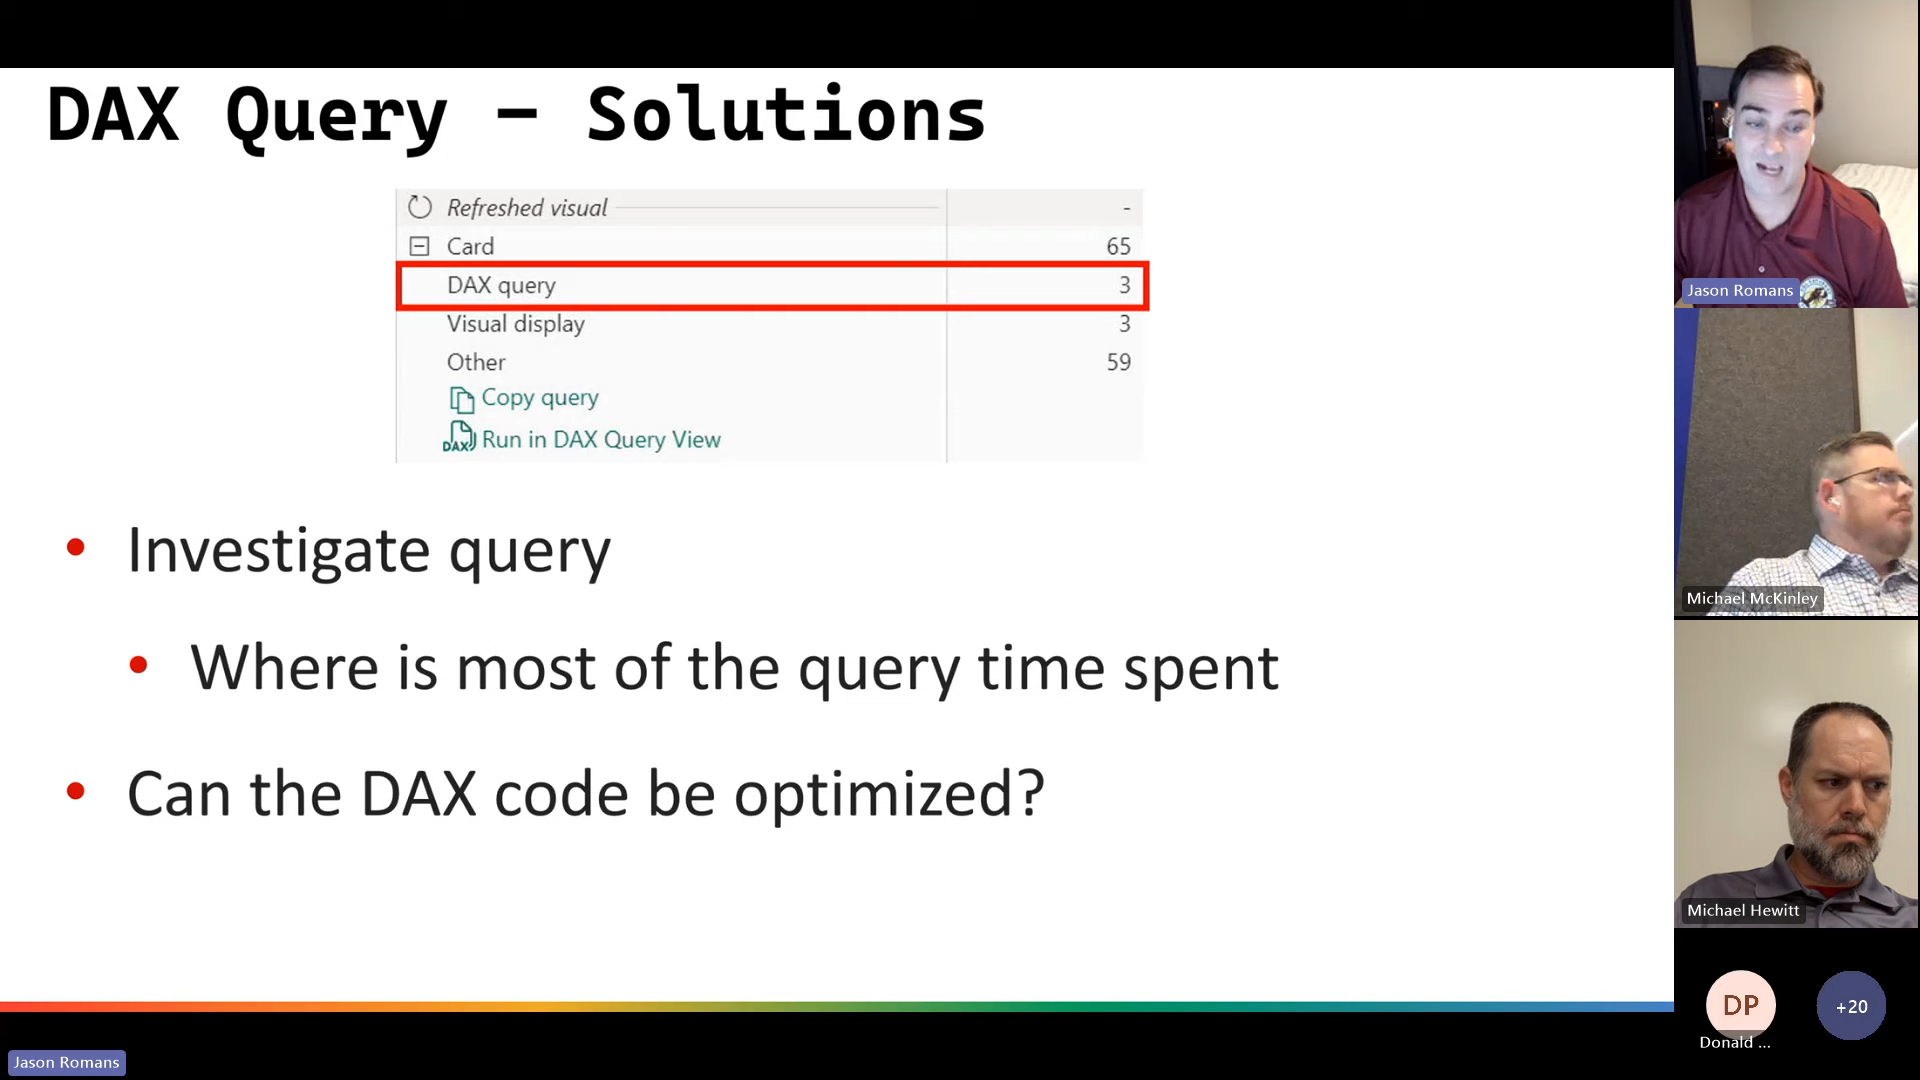 DAX Query – Solutions
Refreshed visual -
Card 65
DAX query 3
Visual display 3
Other 59
Copy query
DAX Run in DAX Query View
• Investigate query
• Where is most of the query time spent
• Can the DAX code be optimized?
Jason Romans
Michael McKinley
Michael Hewitt
DP
Donald ...
+20
Jason Romans